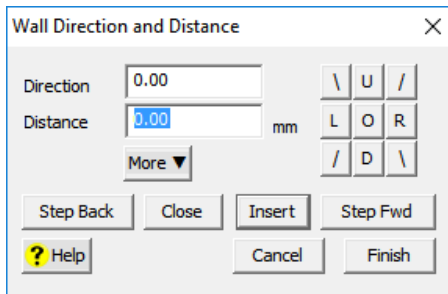 Wall Direction and Distance
Direction 0.00 \ U /
Distance 0.00 mm L O R
More ▼ / D \
Step Back Close Insert Step Fwd
? Help Cancel Finish